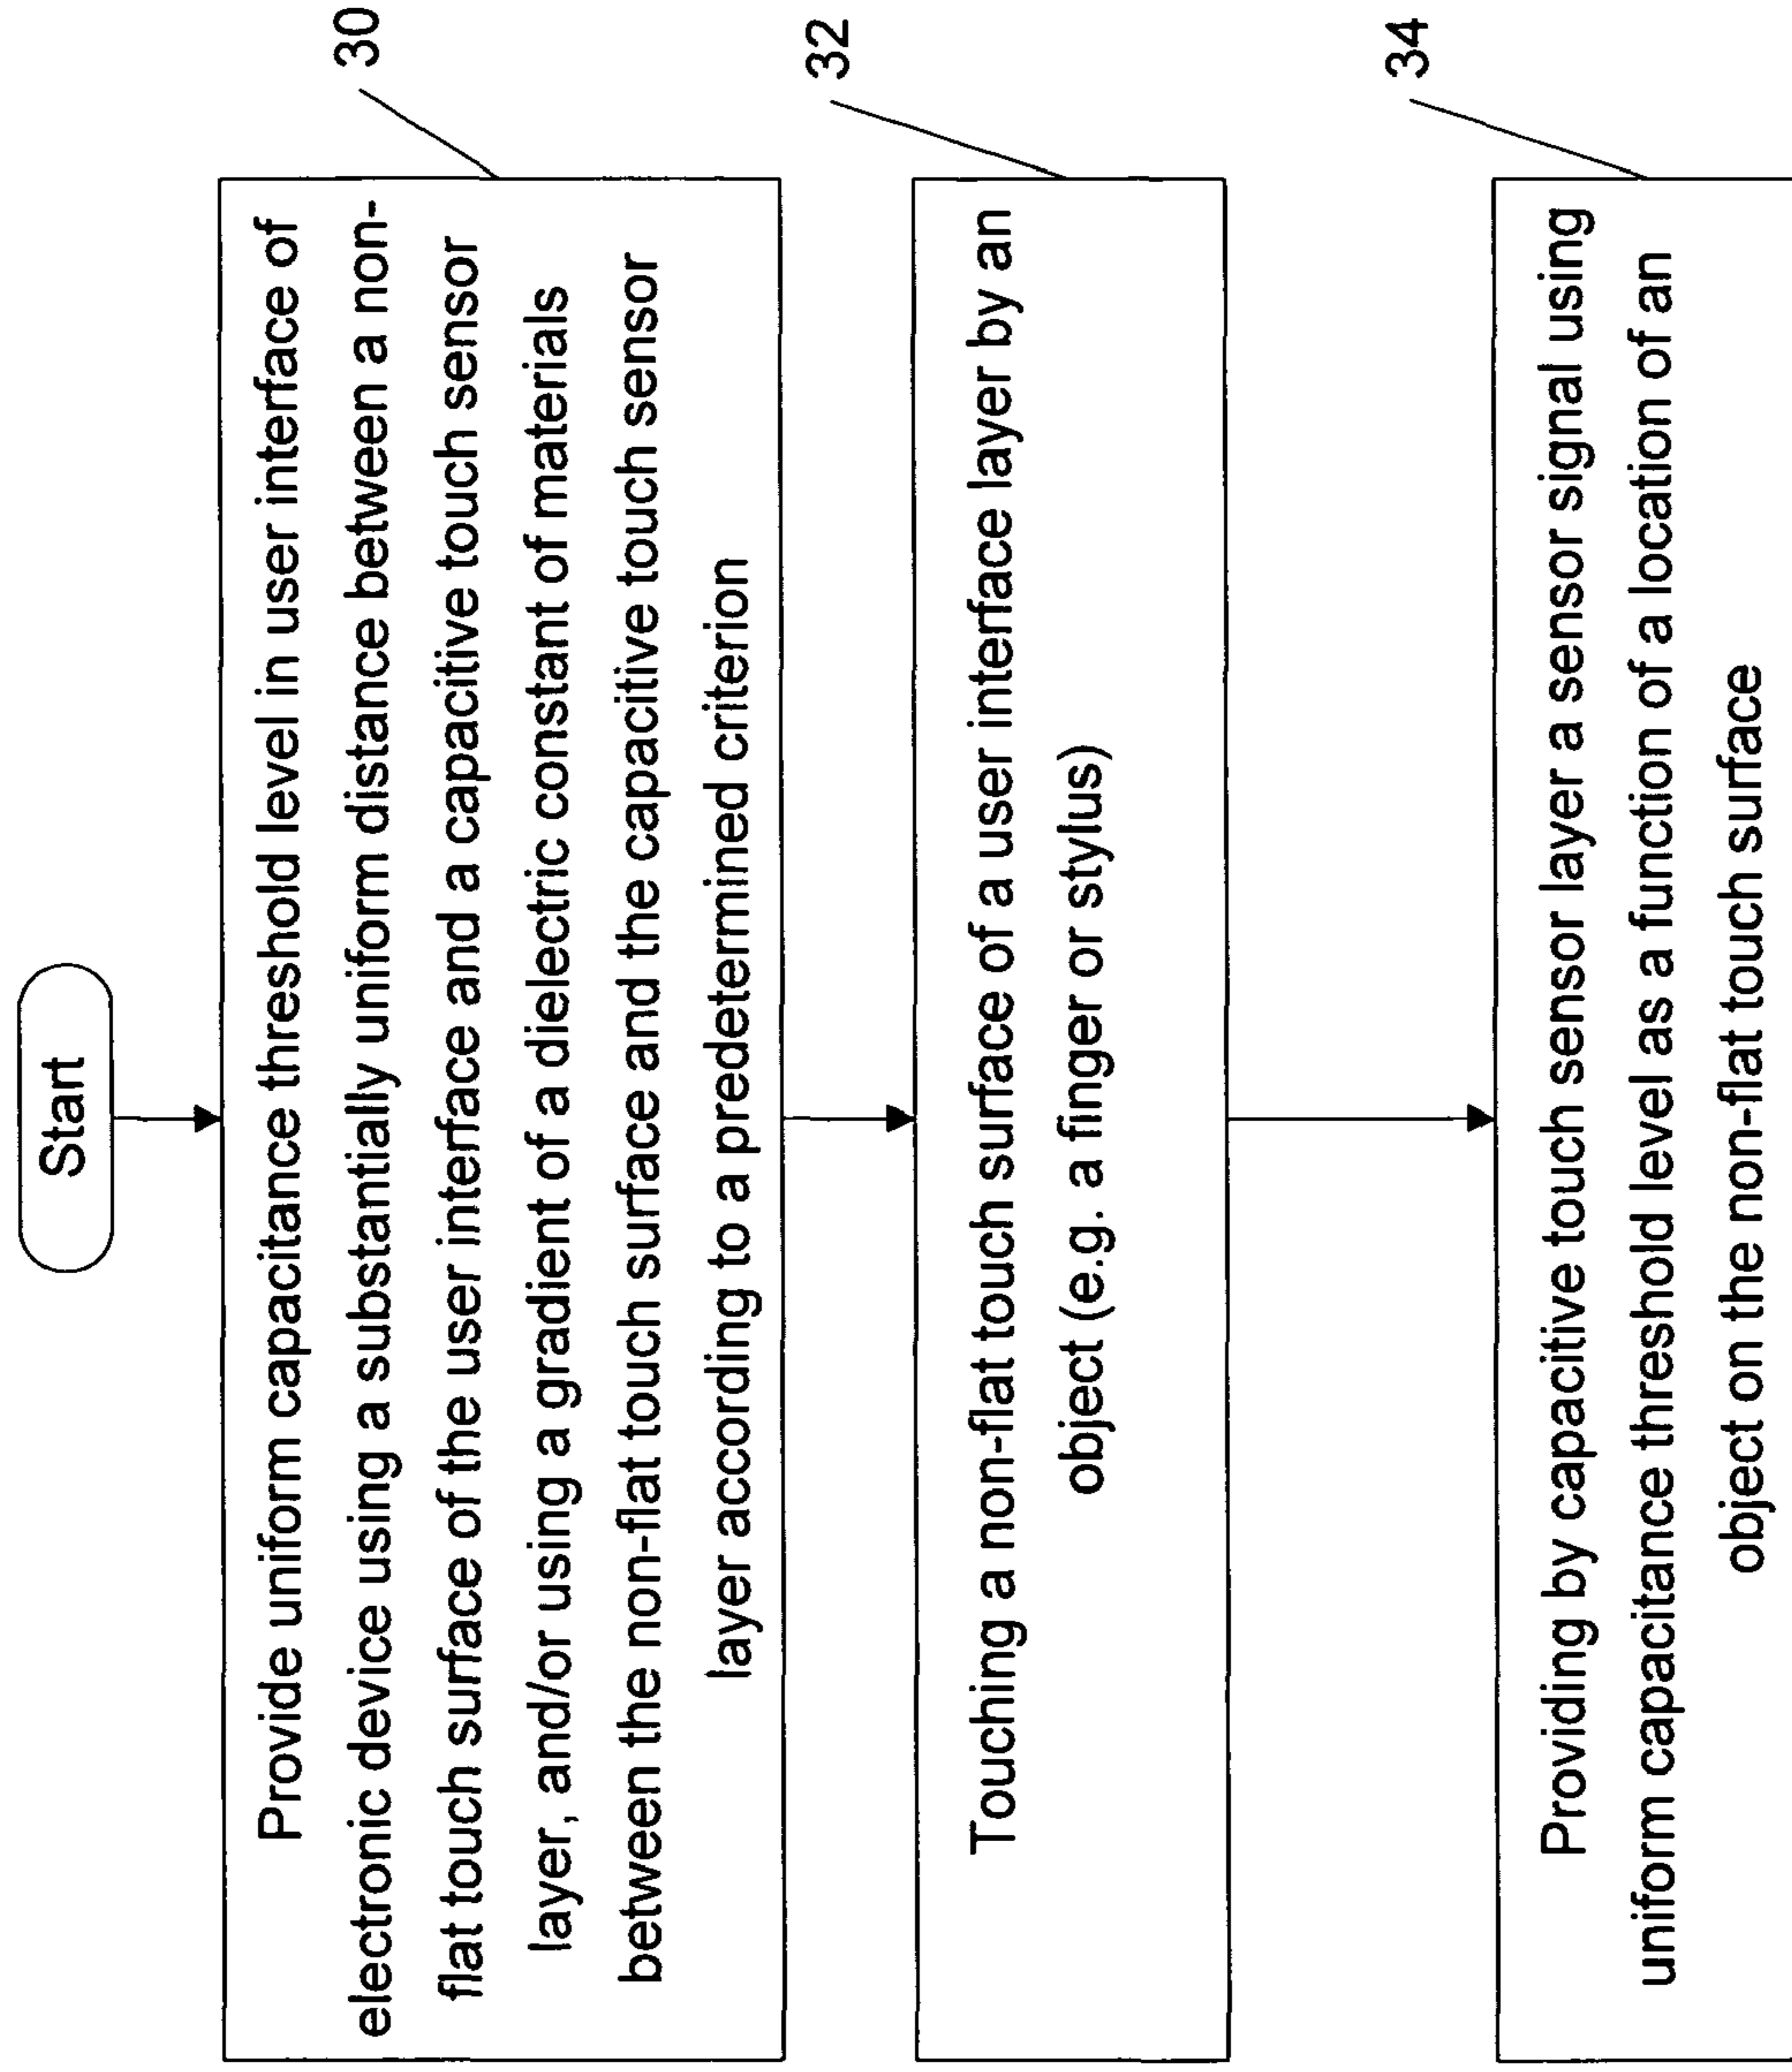 Start
Provide uniform capacitance threshold level in user interface of
electronic device using a substantially uniform distance between a non-
flat touch surface of the user interface and a capacitive touch sensor
layer, and/or using a gradient of a dielectric constant of materials
between the non-flat touch surface and the capacitive touch sensor
layer according to a predetermined criterion
30
Touching a non-flat touch surface of a user interface layer by an
object (e.g. a finger or stylus)
32
Providing by capacitive touch sensor layer a sensor signal using
uniform capacitance threshold level as a function of a location of an
object on the non-flat touch surface
34